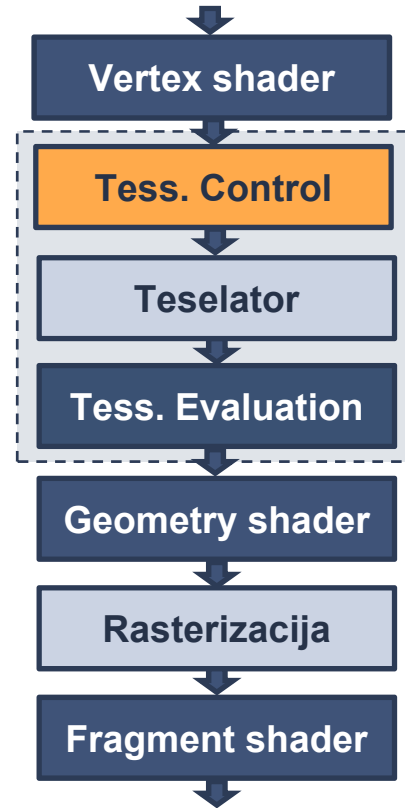 Vertex shader
Tess. Control
Teselator
Tess. Evaluation
Geometry shader
Rasterizacija
Fragment shader